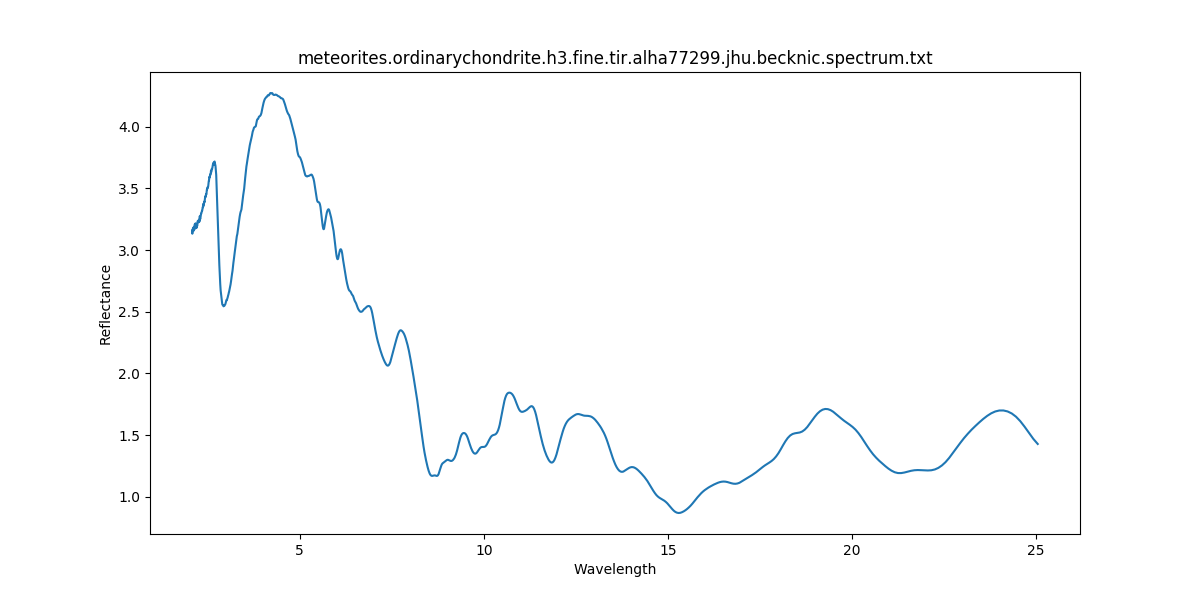 meteorites.ordinarychondrite.h3.fine.tir.alha77299.jhu.becknic.spectrum.txt
4.0
3.5
3.0
2.5
2.0
1.5
1.0
Reflectance
5 10 15 20 25
Wavelength